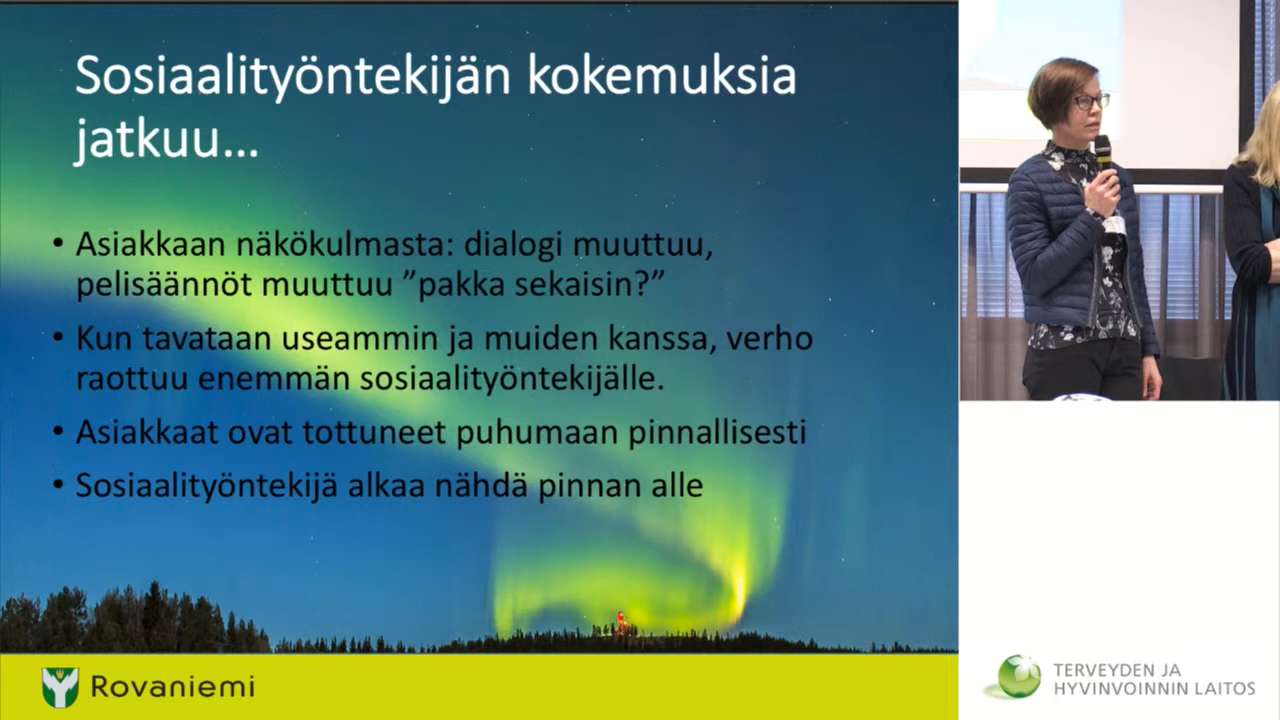 Sosiaalityöntekijän kokemuksia
jatkuu...
• Asiakkaan näkökulmasta: dialogi muuttuu,
pelisäännöt muuttuu ”pakka sekaisin?”
• Kun tavataan useammin ja muiden kanssa, verho
raottuu enemmän sosiaalityöntekijälle.
• Asiakkaat ovat tottuneet puhumaan pinnallisesti
• Sosiaalityöntekijä alkaa nähdä pinnan alle
Rovaniemi
TERVEYDEN JA
HYVINVOINNIN LAITOS